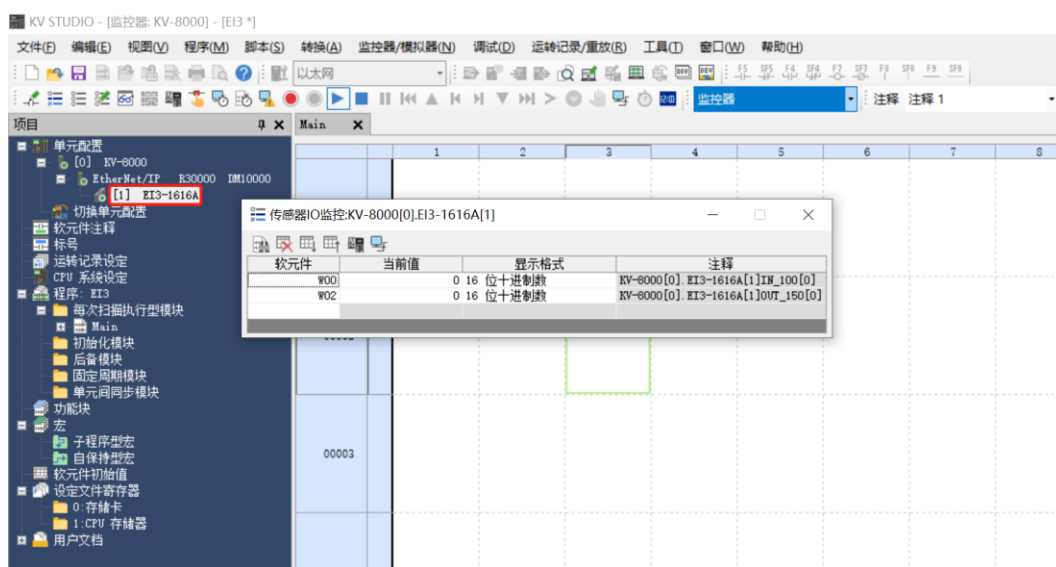 KV STUDIO - [监控器: KV-8000] - [EI3 *]
文件(F) 编辑(E) 视图(V) 程序(M) 脚本(S) 转换(A) 监控器/模拟器(N) 调试(D) 运转记录/重放(R) 工具(T) 窗口(W) 帮助(H)
以太网 F5 SF5 F4 SF4 F7 SF7 F8 SF8 F9 SF9
监控器 注释 注释 1
项目 Main
单元配置
[0] KV-8000
EtherNet/IP R30000 DM10000
[1] EI3-1616A
切换单元配置
软元件注释
标号
运转记录设定
CPU 系统设定
程序: EI3
每次扫描执行型模块
Main
初始化模块
后备模块
固定周期模块
单元间同步模块
功能块
宏
子程序型宏
自保持型宏
软元件初始值
设定文件寄存器
0:存储卡
1:CPU 存储器
用户文档
1 2 3 4 5 6 7 8
传感器IO监控:KV-8000[0].EI3-1616A[1]
软元件 当前值 显示格式 注释
W00 0 16 位十进制数 KV-8000[0].EI3-1616A[1]IN_100[0]
W02 0 16 位十进制数 KV-8000[0].EI3-1616A[1]OUT_150[0]
00003